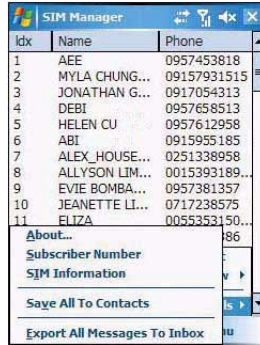 SIM Manager
Idx Name Phone
1 AEE 0957453818
2 MYLA CHUNG... 09157931515
3 JONATHAN G... 0917054313
4 DEBI 0957658513
5 HELEN CU 0957612958
6 ABI 0915955185
7 ALEX_HOUSE... 0251338958
8 ALLYSON LIM... 0015393189...
9 EVIE BOMBA... 0957381357
10 JEANETTE LI... 0717238575
11 ELIZA 0055353150...
About...
Subscriber Number
SIM Information
Save All To Contacts
Export All Messages To Inbox